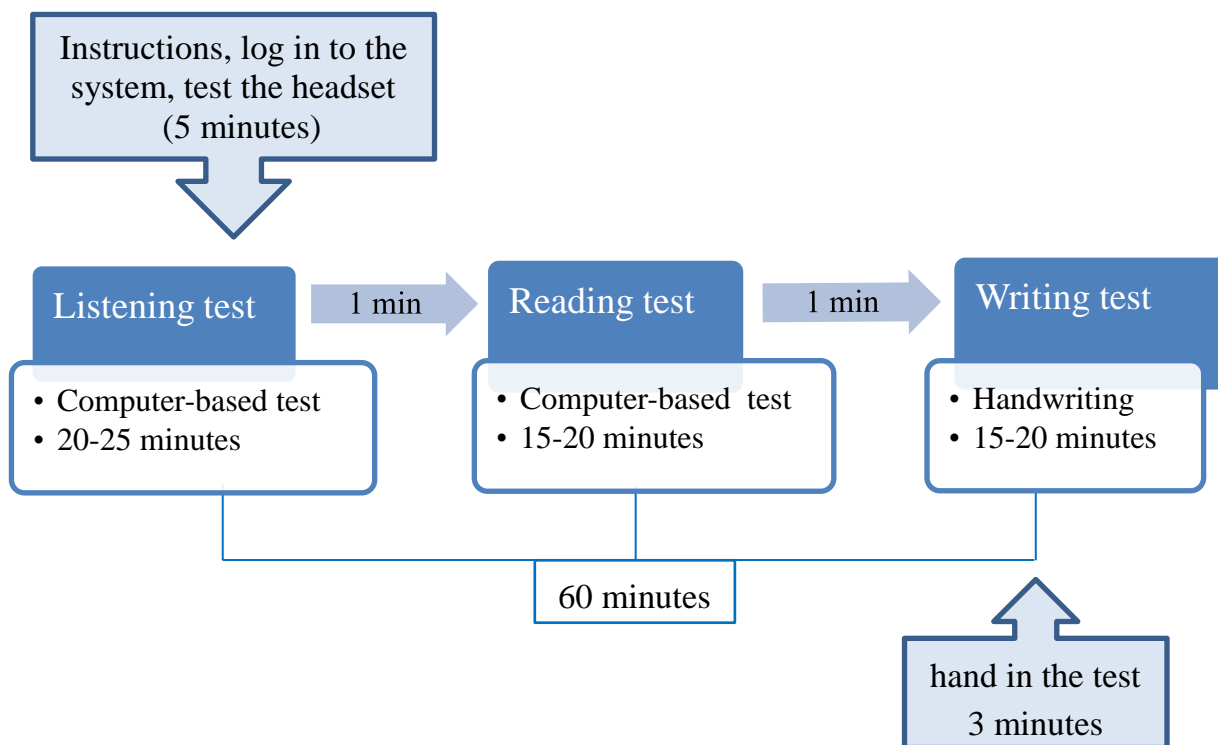 Instructions, log in to the
system, test the headset
(5 minutes)
Listening test
1 min
Reading test
1 min
Writing test
• Computer-based test
• 20-25 minutes
• Computer-based test
• 15-20 minutes
• Handwriting
• 15-20 minutes
60 minutes
hand in the test
3 minutes